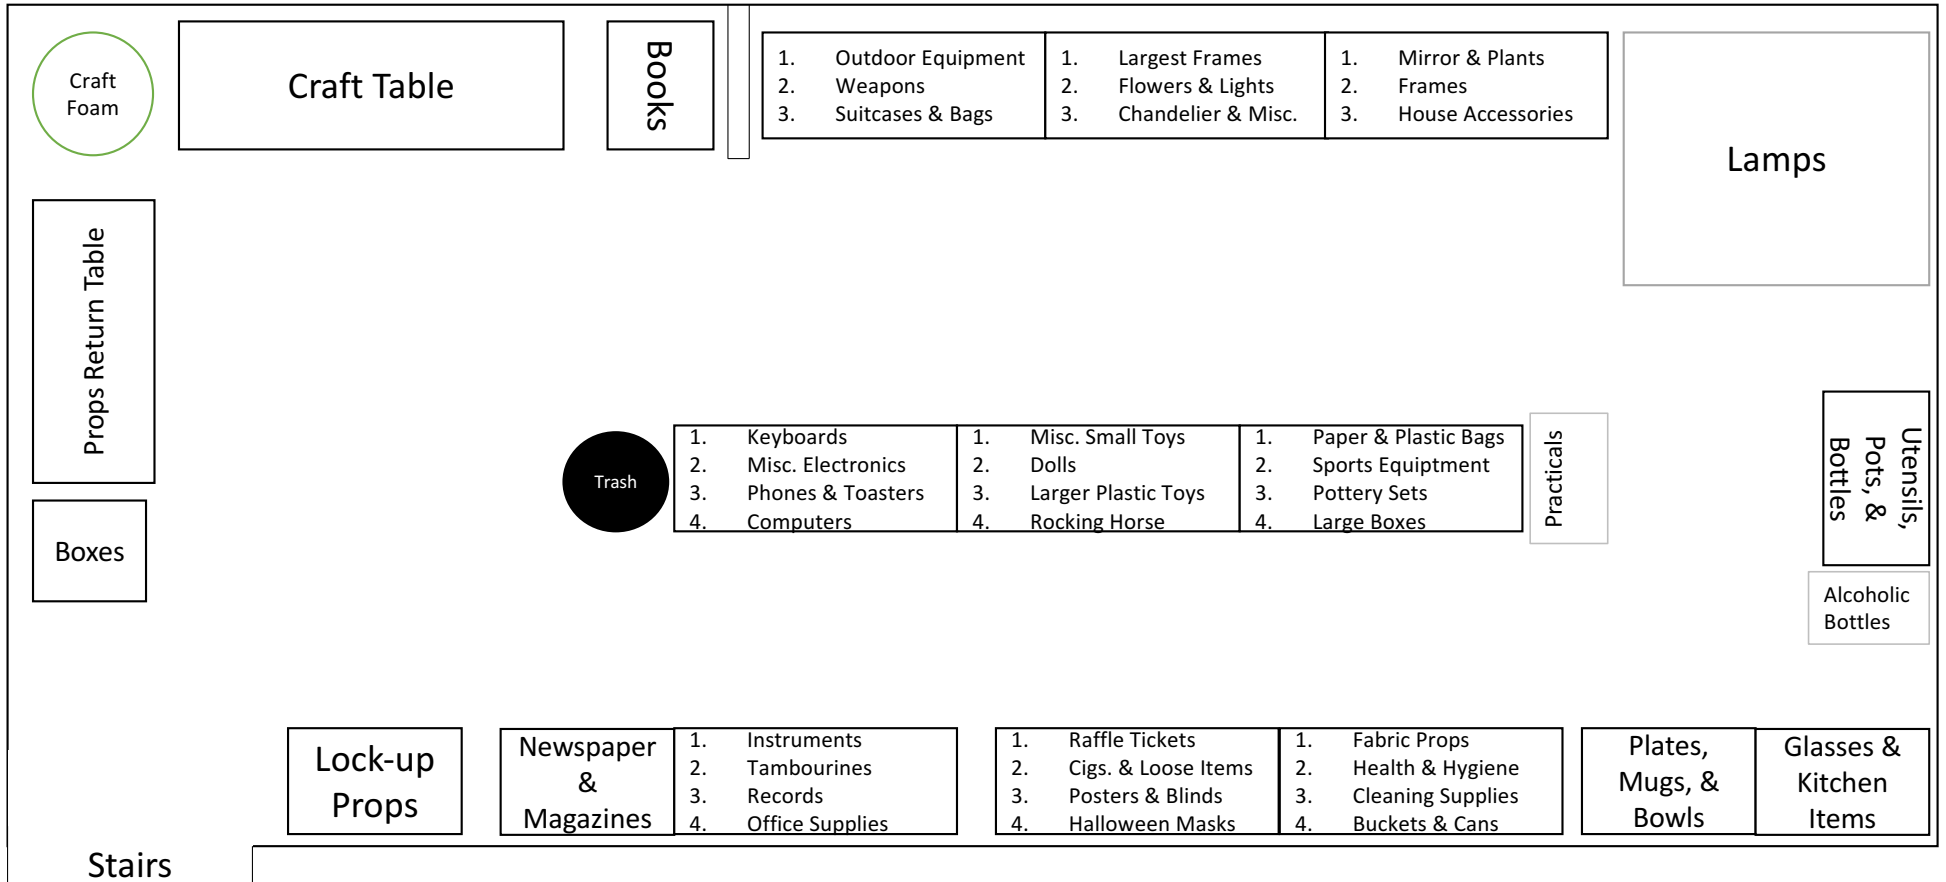 Craft
Foam
Craft Table
Books
1. Outdoor Equipment
2. Weapons
3. Suitcases & Bags
1. Largest Frames
2. Flowers & Lights
3. Chandelier & Misc.
1. Mirror & Plants
2. Frames
3. House Accessories
Lamps
Props Return Table
Boxes
Trash
1. Keyboards
2. Misc. Electronics
3. Phones & Toasters
4. Computers
1. Misc. Small Toys
2. Dolls
3. Larger Plastic Toys
4. Rocking Horse
1. Paper & Plastic Bags
2. Sports Equiptment
3. Pottery Sets
4. Large Boxes
Practicals
Utensils,
Pots, &
Bottles
Alcoholic
Bottles
Lock-up
Props
Newspaper
&
Magazines
1. Instruments
2. Tambourines
3. Records
4. Office Supplies
1. Raffle Tickets
2. Cigs. & Loose Items
3. Posters & Blinds
4. Halloween Masks
1. Fabric Props
2. Health & Hygiene
3. Cleaning Supplies
4. Buckets & Cans
Plates,
Mugs, &
Bowls
Glasses &
Kitchen
Items
Stairs